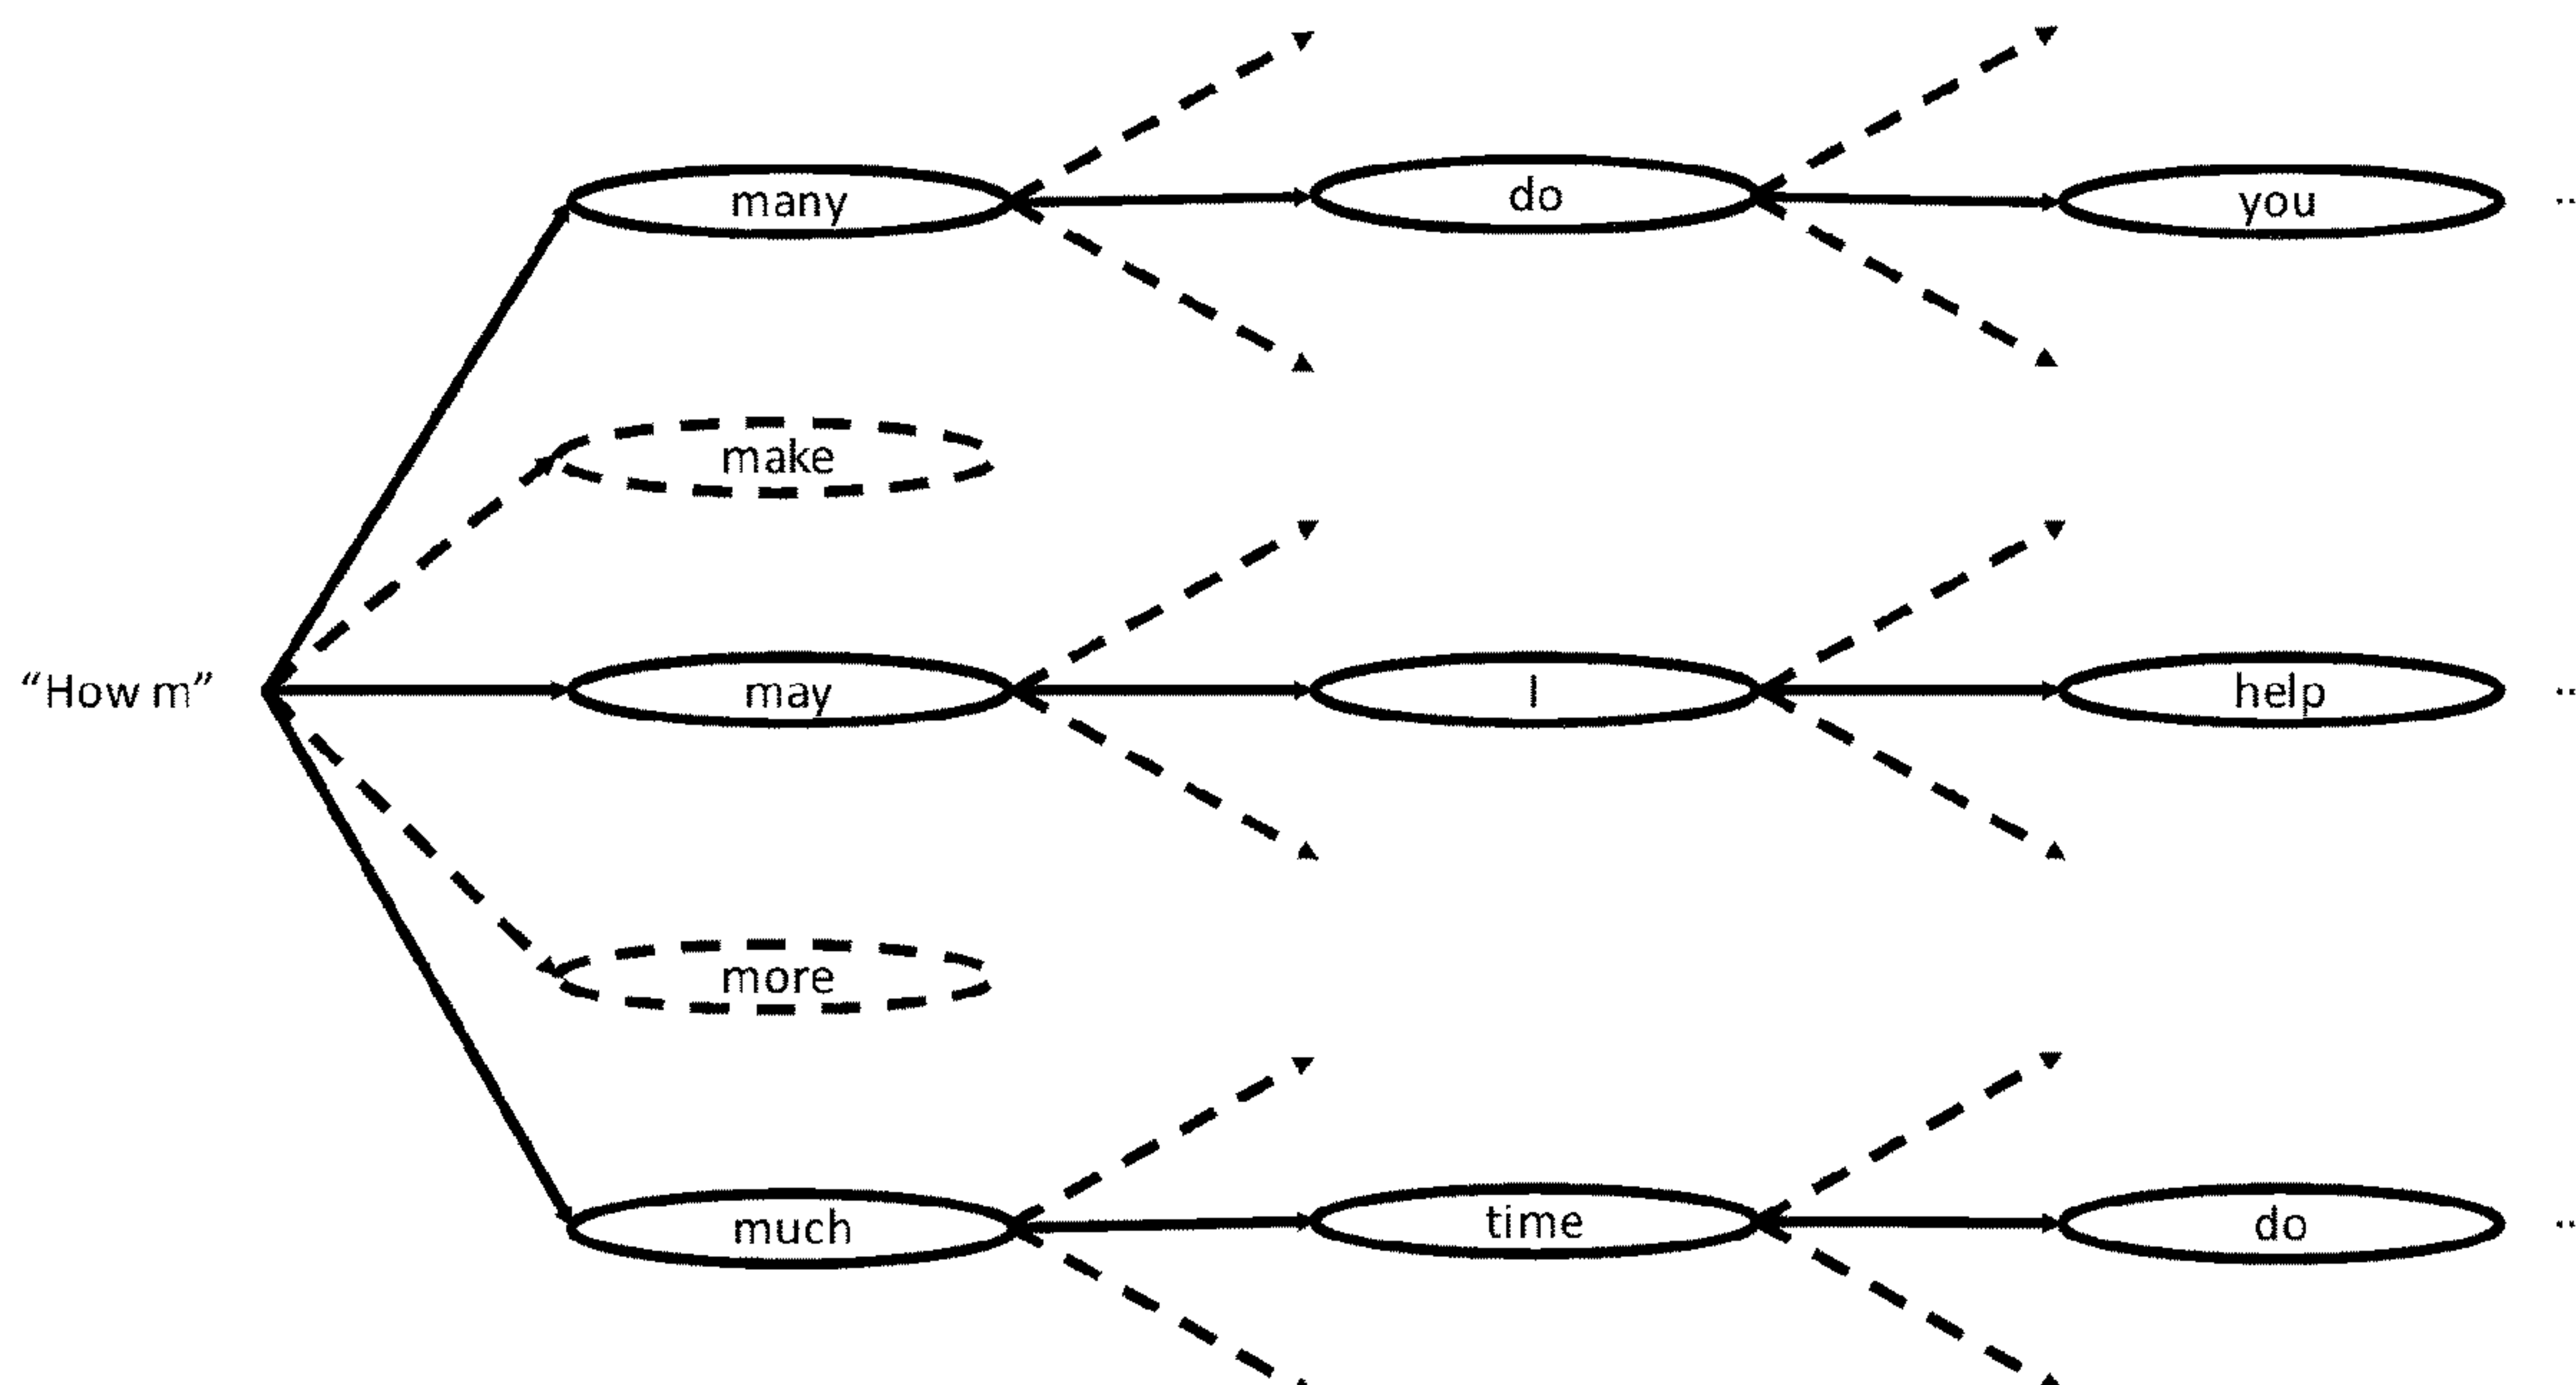 many do you ..
make
"How m" may I help ..
more
much time do ..